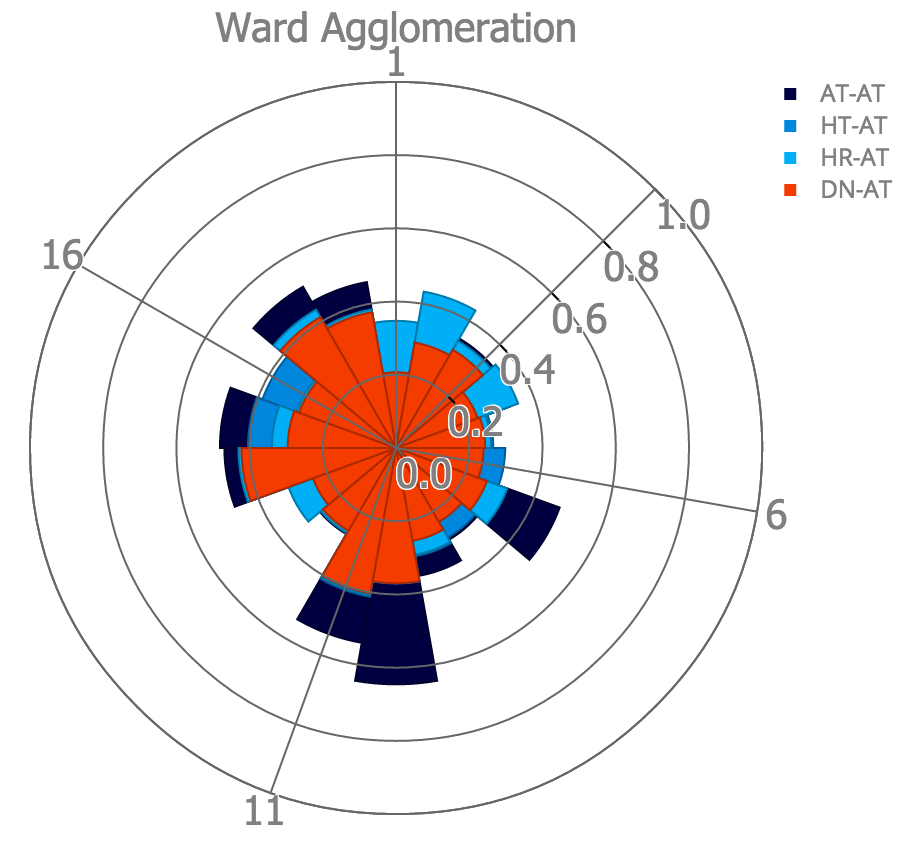 Ward Agglomeration
1
AT-AT
HT-AT
HR-AT
DN-AT
1.0
16
0.8
0.6
0.4
0.2
0.0
6
11